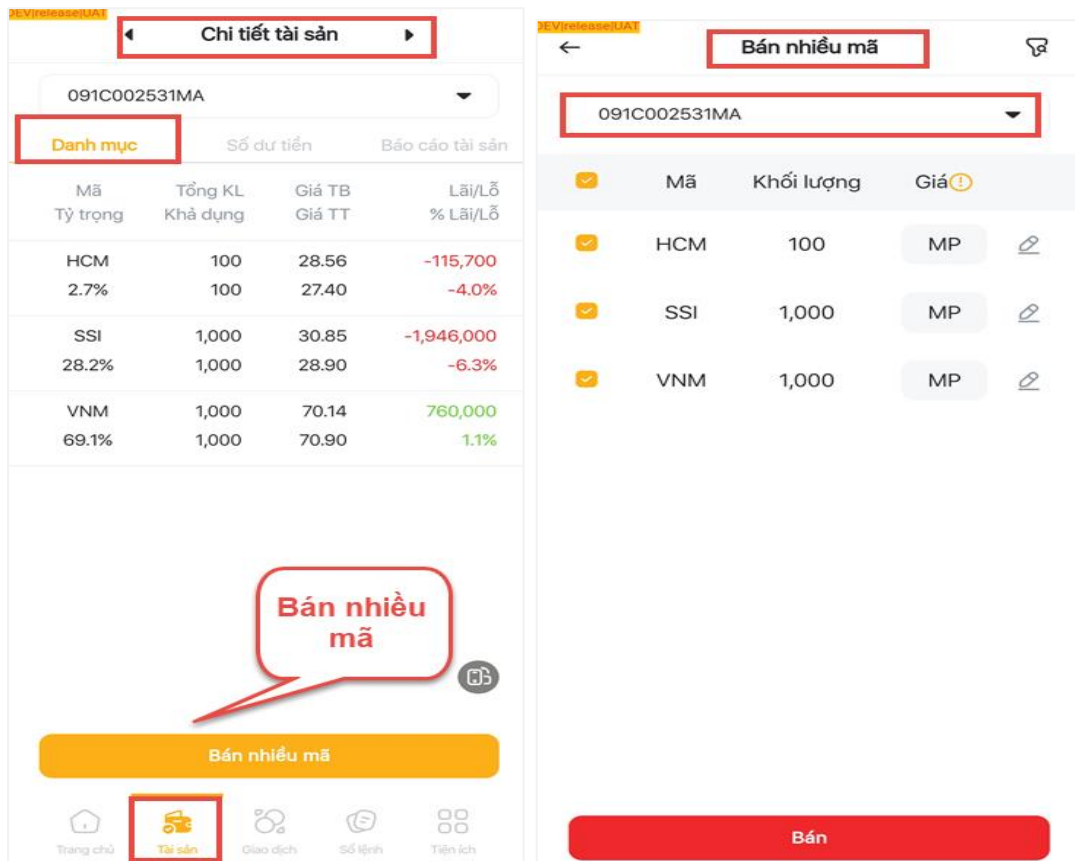 DEV|release|UAT
Chi tiết tài sản
091C002531MA
Danh mục Số dư tiền Báo cáo tài sản
Mã Tổng KL Giá TB Lãi/Lỗ
Tỷ trọng Khả dụng Giá TT % Lãi/Lỗ
HCM 100 28.56 -115,700
2.7% 100 27.40 -4.0%
SSI 1,000 30.85 -1,946,000
28.2% 1,000 28.90 -6.3%
VNM 1,000 70.14 760,000
69.1% 1,000 70.90 1.1%
Bán nhiều
mã
Bán nhiều mã
Trang chủ Tài sản Giao dịch Sổ lệnh Tiện ích
DEV|release|UAT
Bán nhiều mã
091C002531MA
Mã Khối lượng Giá
HCM 100 MP
SSI 1,000 MP
VNM 1,000 MP
Bán